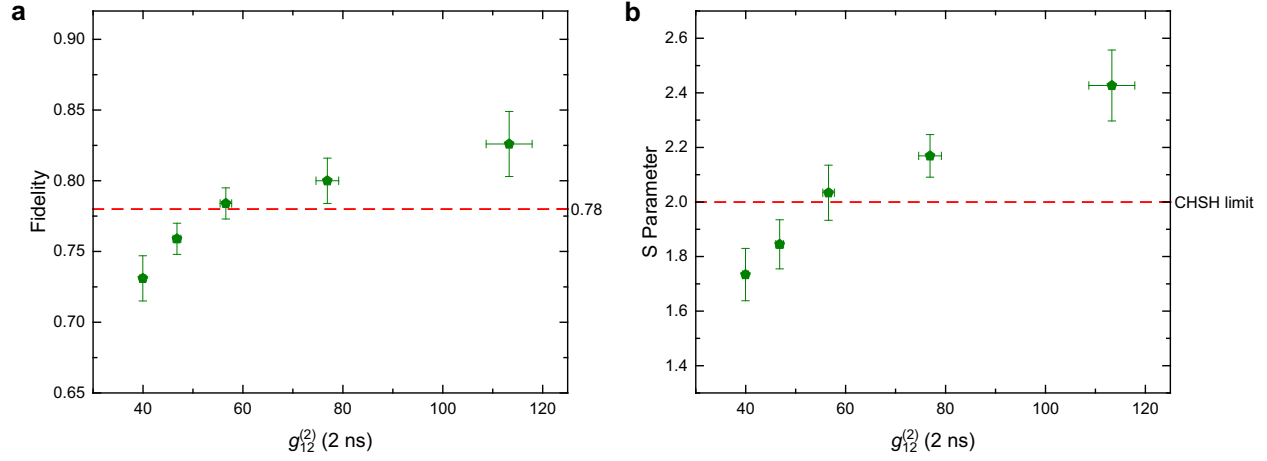 a
0.90
0.85
0.80
0.75
0.70
0.65
Fidelity
0.78
40 60 80 100 120
g₁₂⁽²⁾ (2 ns)
b
2.6
2.4
2.2
2.0
1.8
1.6
1.4
S Parameter
CHSH limit
40 60 80 100 120
g₁₂⁽²⁾ (2 ns)